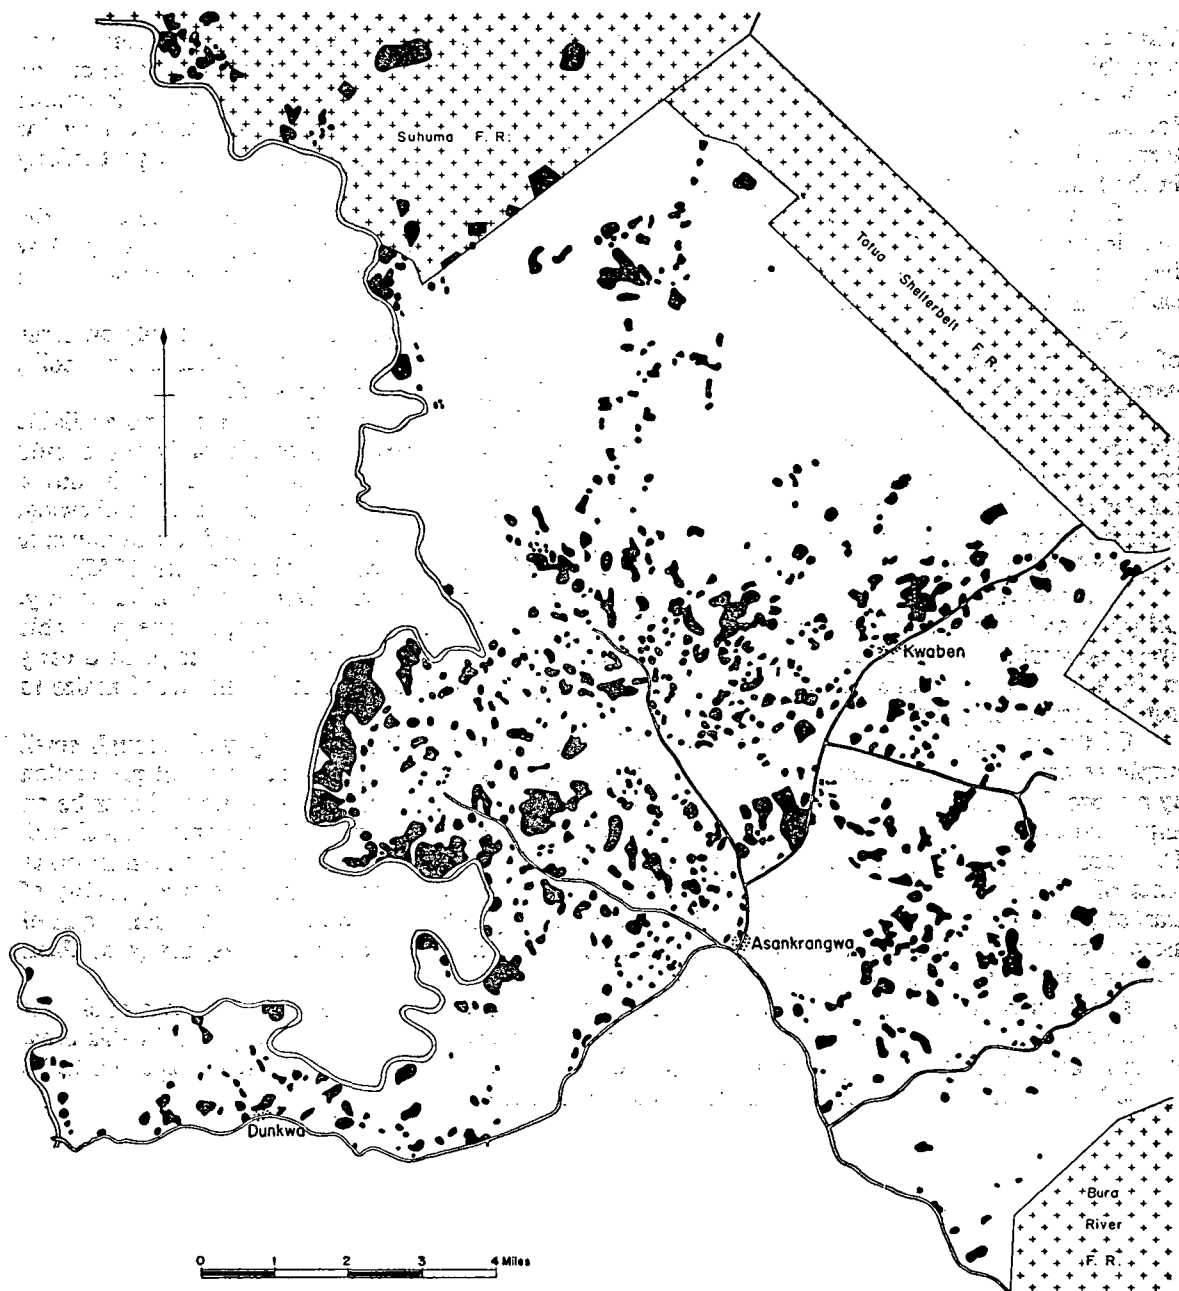 Suhuma F. R.
Totua Shelterbelt F. R.
Kwaben
Asankrangwa
Dunkwa
Bura
River
F. R.
0 1 2 3 4 Miles